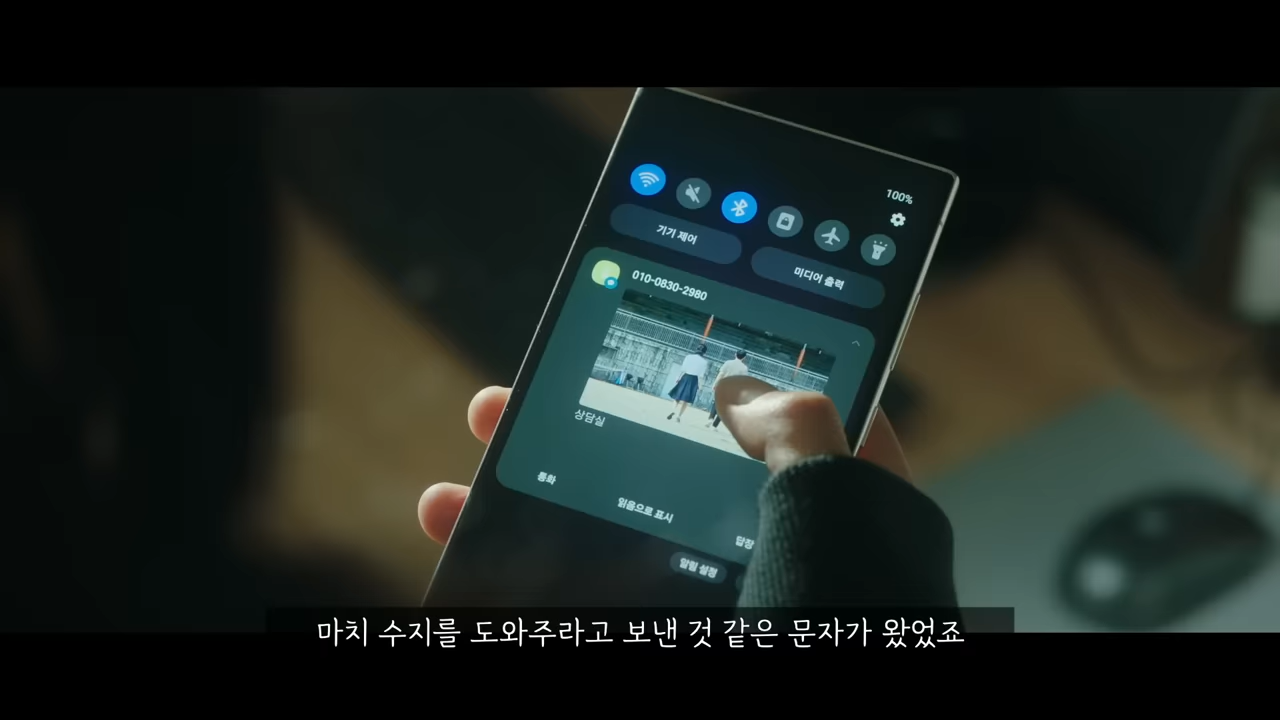 100%
기기 제어
미디어 출력
010-0830-2980
상담실
통화
읽음으로 표시
답장
알림 설정
마치 수지를 도와주라고 보낸 것 같은 문자가 왔었죠